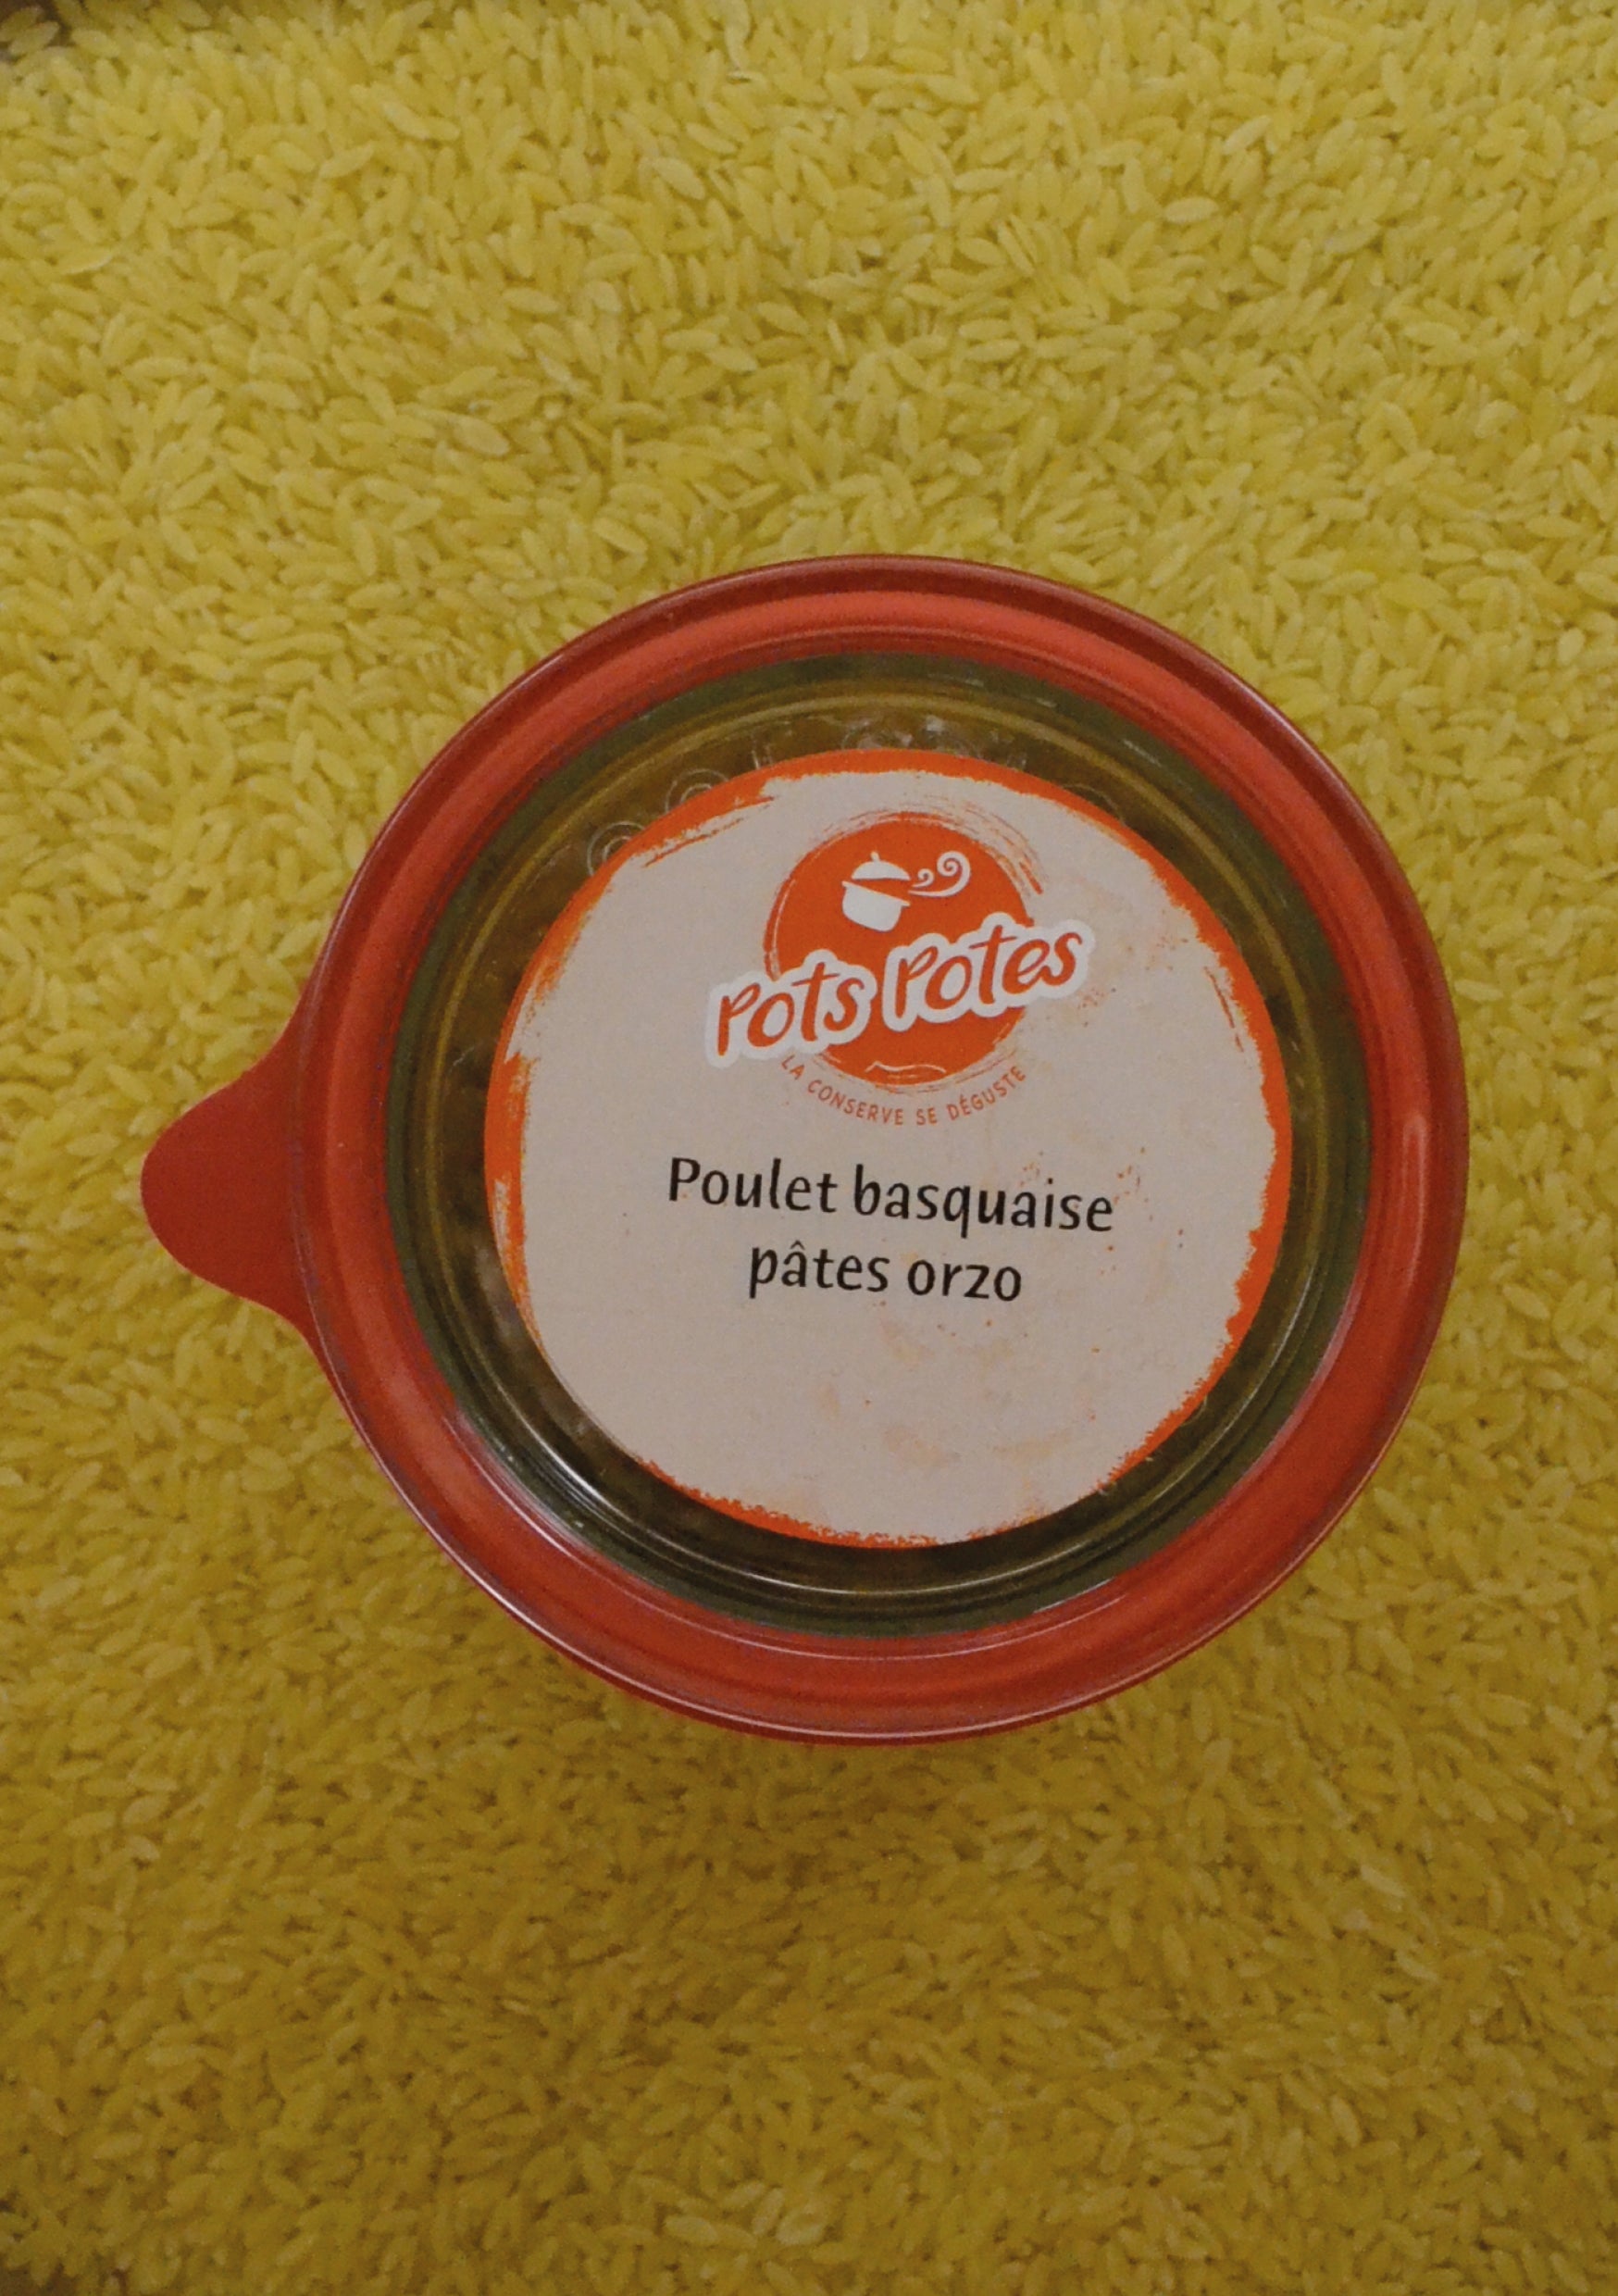 Pots Potes
LA CONSERVE SE DÉGUSTE
Poulet basquaise
pâtes orzo